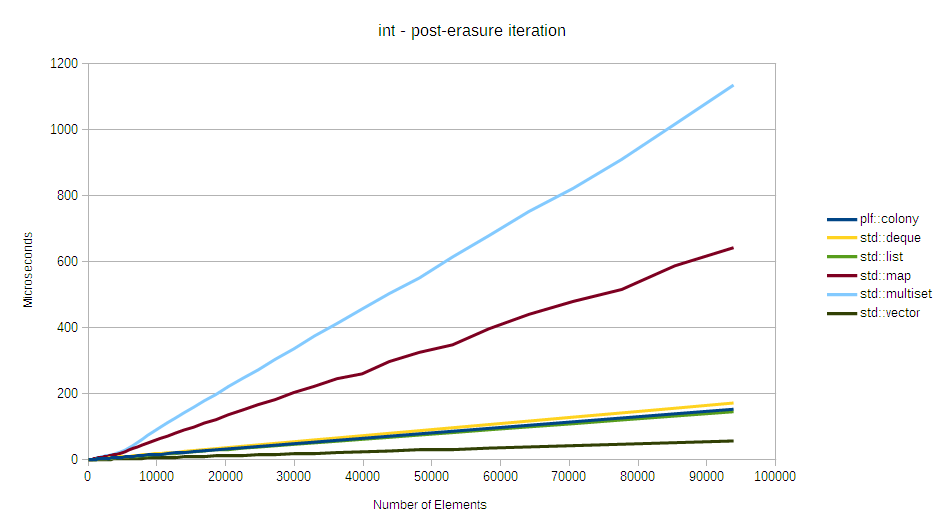 int - post-erasure iteration
1200
1000
800
600
400
200
0
0 10000 20000 30000 40000 50000 60000 70000 80000 90000 100000
Microseconds
Number of Elements
plf::colony
std::deque
std::list
std::map
std::multiset
std::vector